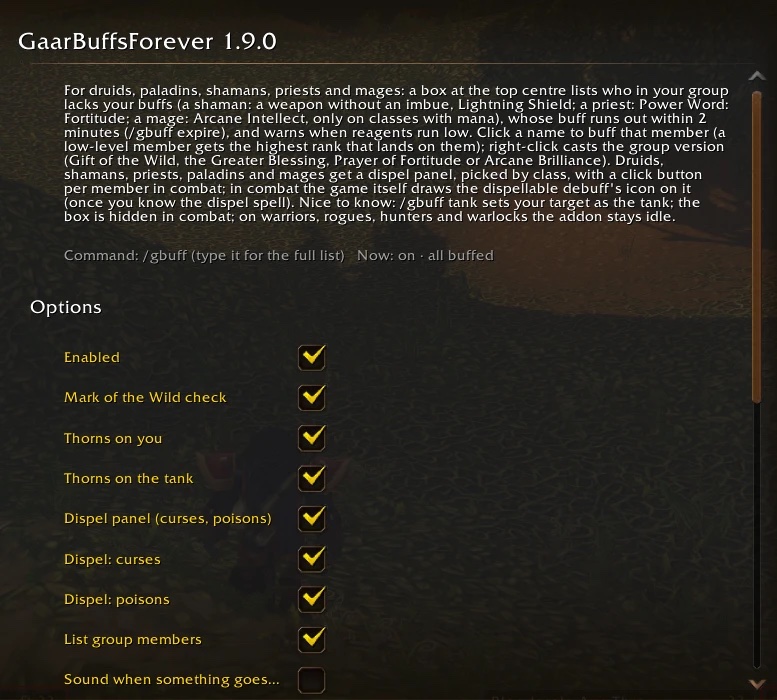 GaarBuffsForever 1.9.0
For druids, paladins, shamans, priests and mages: a box at the top centre lists who in your group
lacks your buffs (a shaman: a weapon without an imbue, Lightning Shield; a priest: Power Word:
Fortitude; a mage: Arcane Intellect, only on classes with mana), whose buff runs out within 2
minutes (/gbuff expire), and warns when reagents run low. Click a name to buff that member (a
low-level member gets the highest rank that lands on them); right-click casts the group version
(Gift of the Wild, the Greater Blessing, Prayer of Fortitude or Arcane Brilliance). Druids,
shamans, priests, paladins and mages get a dispel panel, picked by class, with a click button
per member in combat; in combat the game itself draws the dispellable debuff's icon on it
(once you know the dispel spell). Nice to know: /gbuff tank sets your target as the tank; the
box is hidden in combat; on warriors, rogues, hunters and warlocks the addon stays idle.
Command: /gbuff (type it for the full list) Now: on · all buffed
Options
Enabled
Mark of the Wild check
Thorns on you
Thorns on the tank
Dispel panel (curses, poisons)
Dispel: curses
Dispel: poisons
List group members
Sound when something goes...